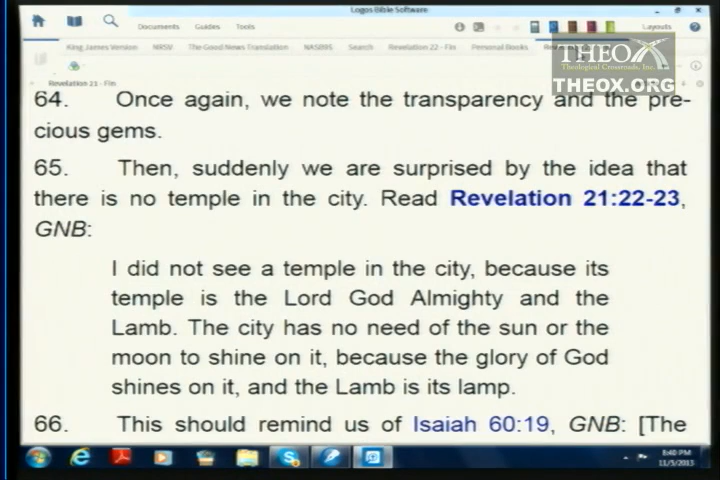 Logos Bible Software
Documents Guides Tools Layouts
King James Version NRSV The Good News Translation NASB95 Search Revelation 22 - Fin Personal Books
THEOX
Theological Crossroads, Inc.
THEOX.ORG
Revelation 21 - Fin
64. Once again, we note the transparency and the pre-
cious gems.
65. Then, suddenly we are surprised by the idea that
there is no temple in the city. Read Revelation 21:22-23,
GNB:
I did not see a temple in the city, because its
temple is the Lord God Almighty and the
Lamb. The city has no need of the sun or the
moon to shine on it, because the glory of God
shines on it, and the Lamb is its lamp.
66. This should remind us of Isaiah 60:19, GNB: [The
8:40 PM
11/5/2013